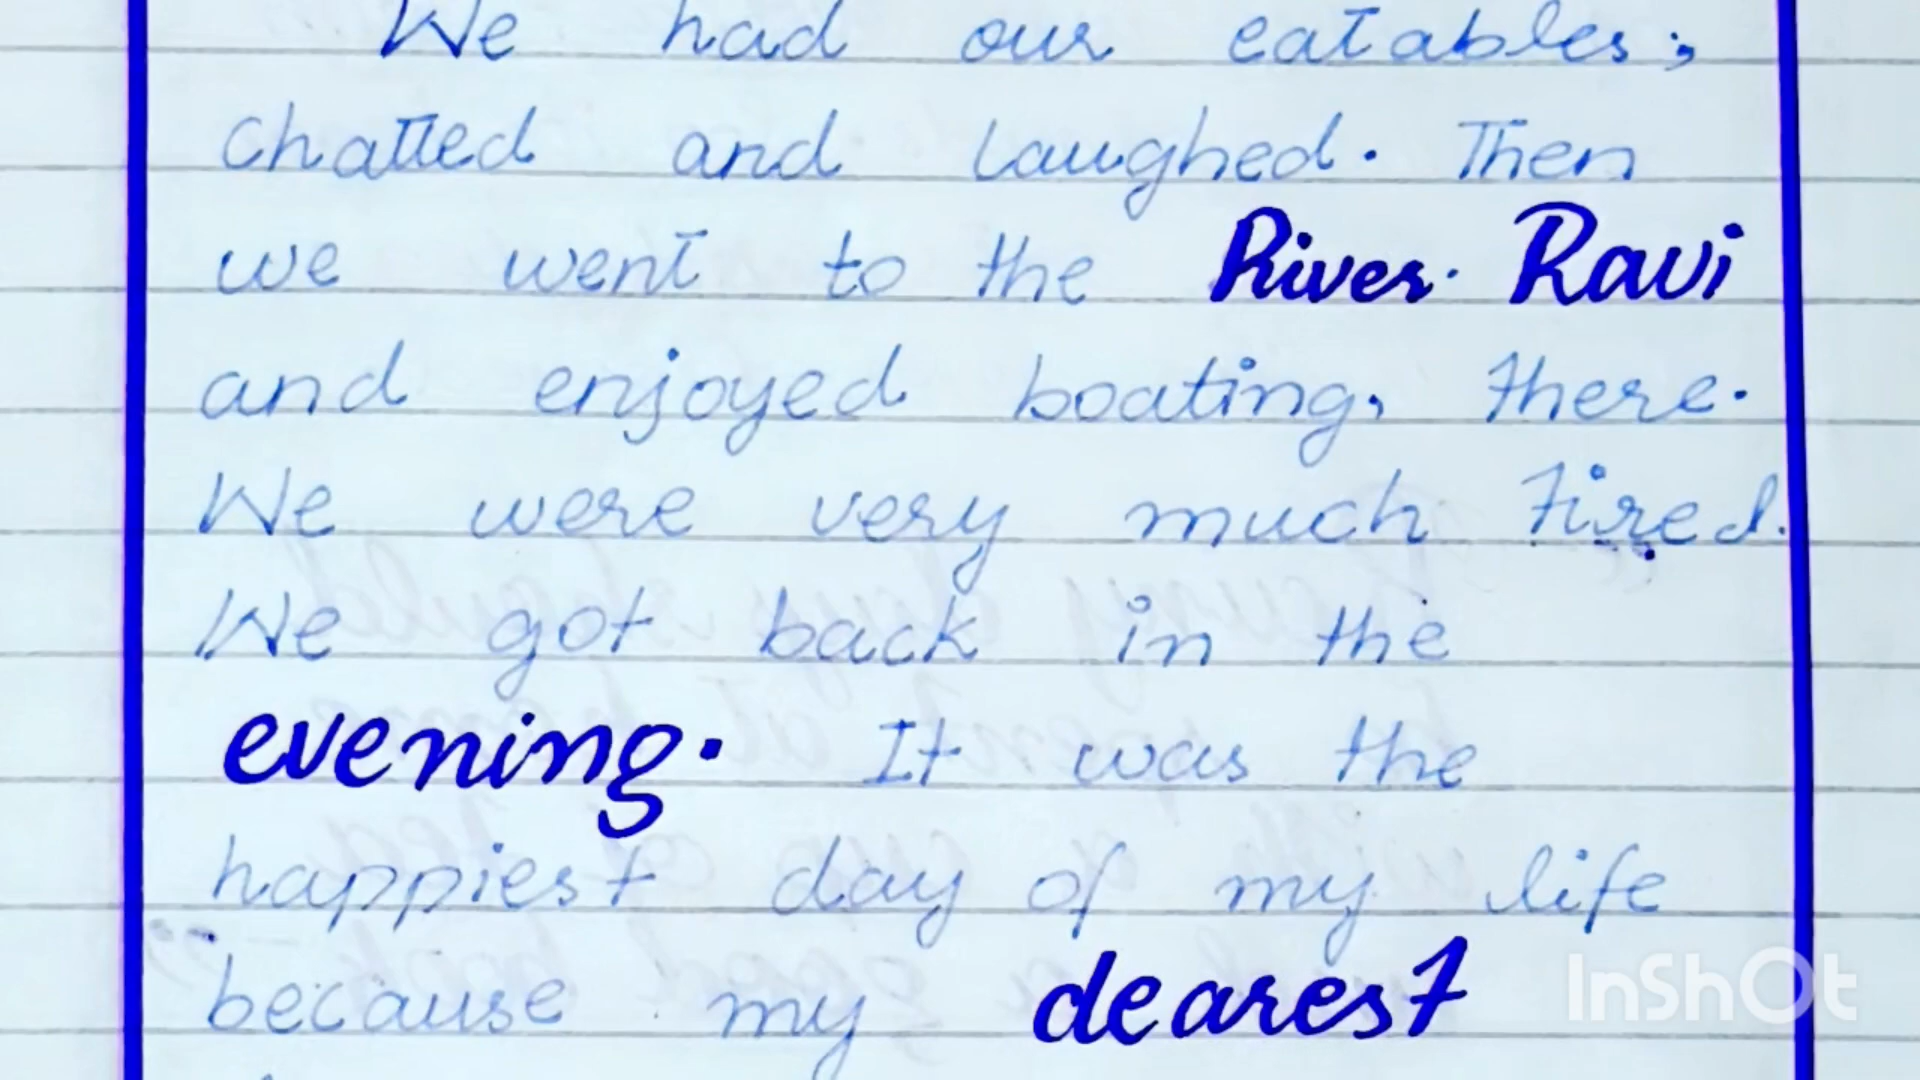 We had our eatables,
chatted and laughed. Then
we went to the River. Ravi
and enjoyed boating, there.
We were very much tired.
We got back in the
evening. It was the
happiest day of my life
because my dearest
InShOt